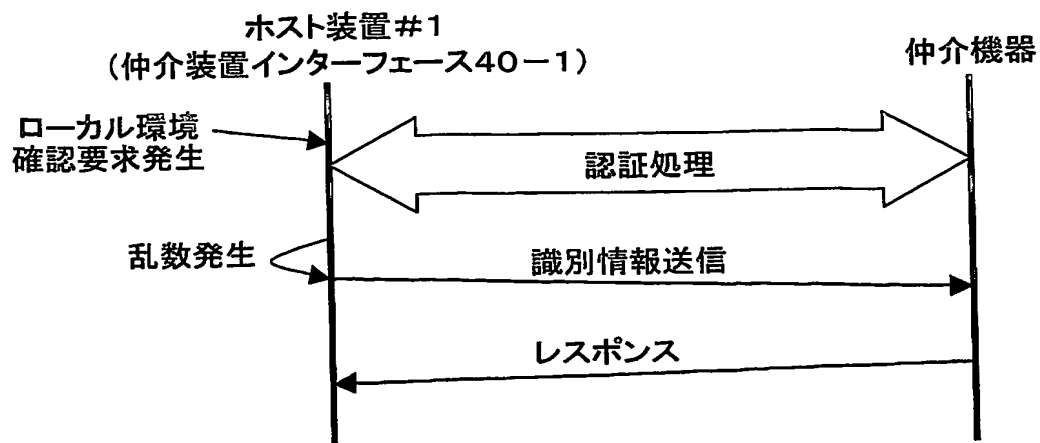 ホスト装置#1
(仲介装置インターフェース40-1)
仲介機器
ローカル環境
確認要求発生
認証処理
乱数発生
識別情報送信
レスポンス